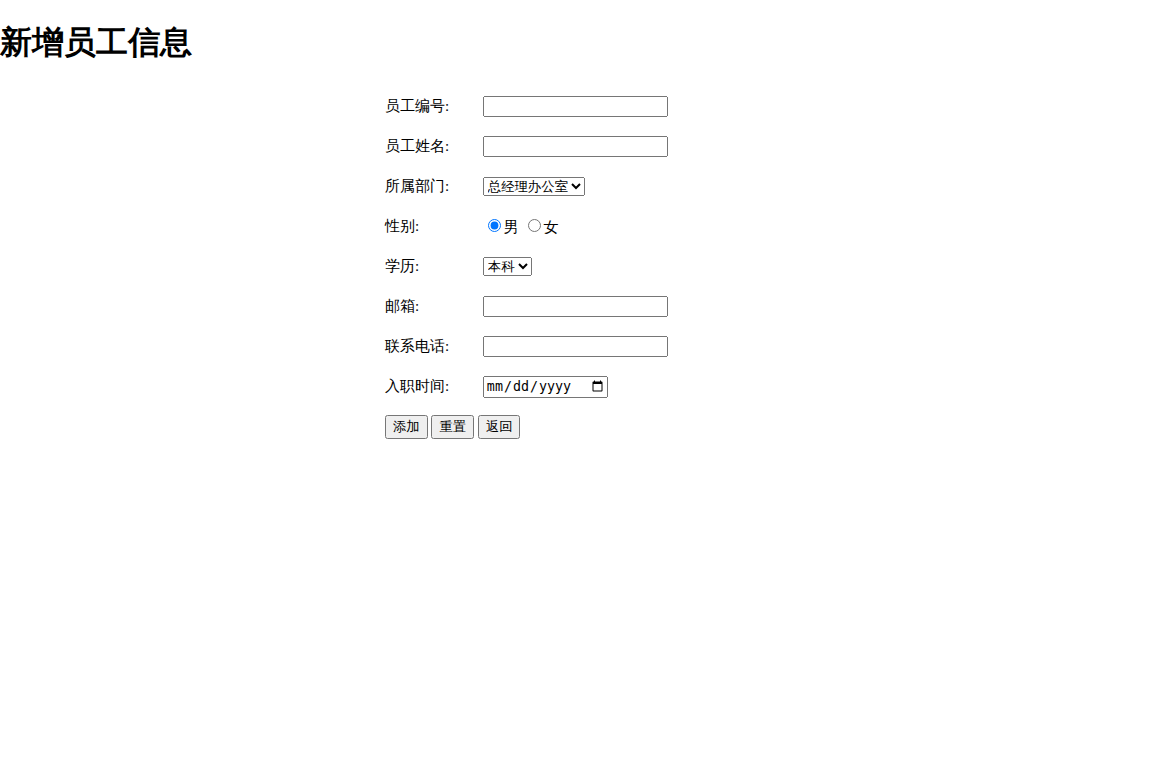 新增员工信息
员工编号:
员工姓名:
所属部门: 总经理办公室
性别: 男 女
学历: 本科
邮箱:
联系电话:
入职时间: mm/dd/yyyy
添加 重置 返回